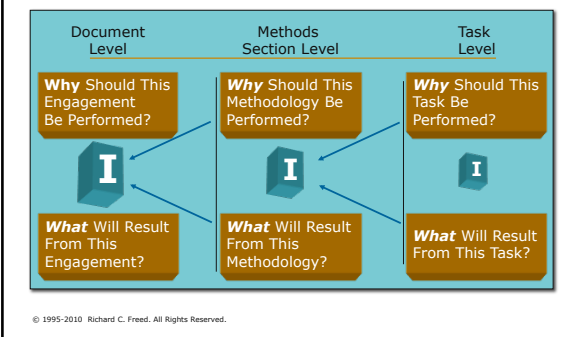 Document
Level
Methods
Section Level
Task
Level
Why Should This
Engagement
Be Performed?
Why Should This
Methodology Be
Performed?
Why Should This
Task Be
Performed?
I
I
I
What Will Result
From This
Engagement?
What Will Result
From This
Methodology?
What Will Result
From This Task?
© 1995-2010 Richard C. Freed. All Rights Reserved.